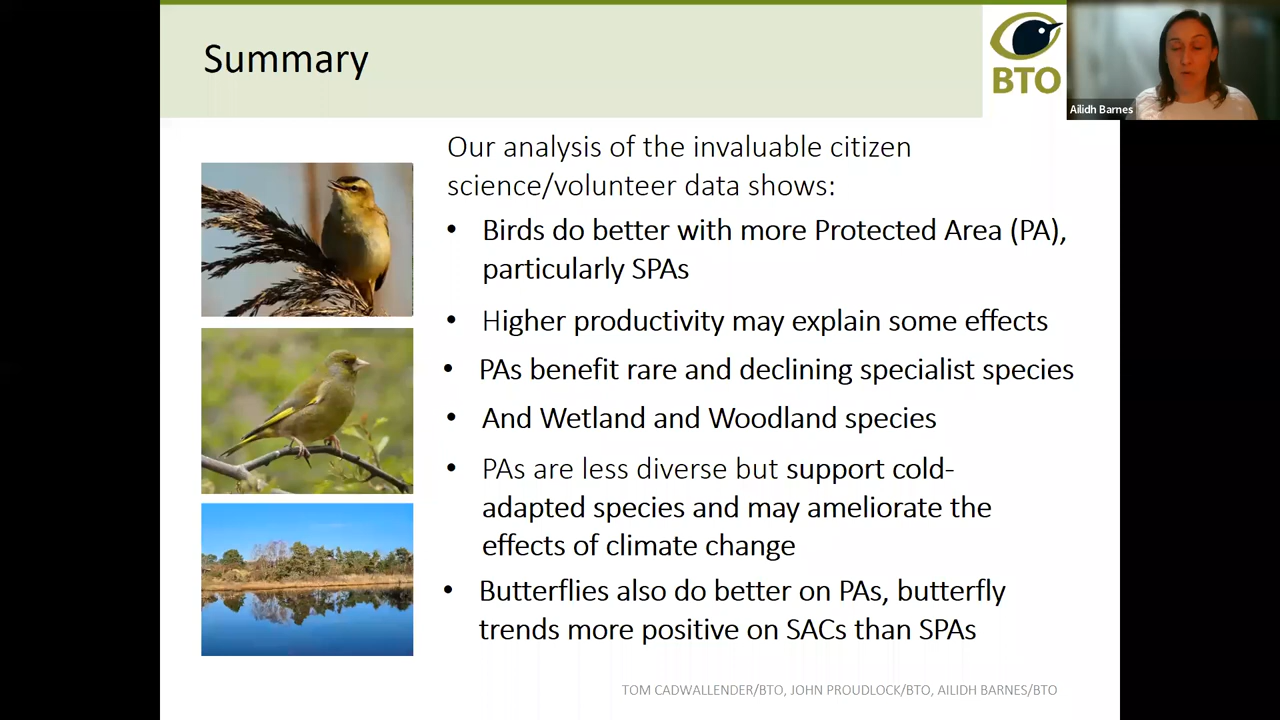 Summary
BTO
Ailidh Barnes
Our analysis of the invaluable citizen
science/volunteer data shows:
• Birds do better with more Protected Area (PA),
particularly SPAs
• Higher productivity may explain some effects
• PAs benefit rare and declining specialist species
• And Wetland and Woodland species
• PAs are less diverse but support cold-
adapted species and may ameliorate the
effects of climate change
• Butterflies also do better on PAs, butterfly
trends more positive on SACs than SPAs
TOM CADWALLENDER/BTO, JOHN PROUDLOCK/BTO, AILIDH BARNES/BTO